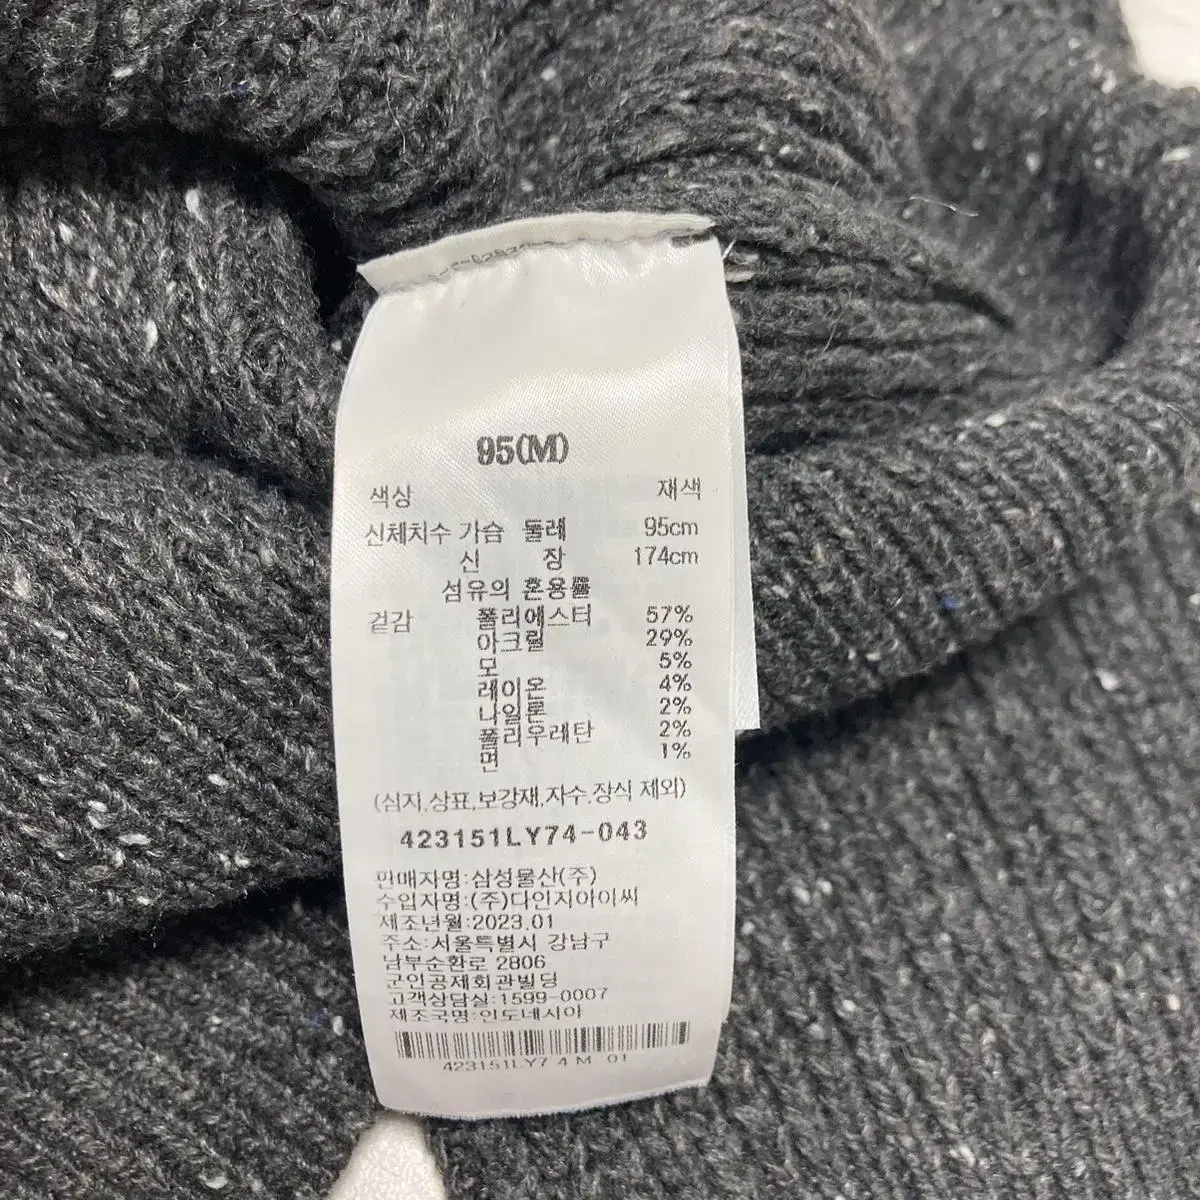 95(M)
색상 재색
신체치수 가슴 둘레 95cm
신 장 174cm
섬유의 혼용률
겉감 폴리에스터 57%
아크릴 29%
모 5%
레이온 4%
나일론 2%
폴리우레탄 2%
면 1%
(심지,상표,보강재,자수,장식 제외)
423151LY74-043
판매자명:삼성물산(주)
수입자명:(주)다인지아이씨
제조년월:2023.01
주소:서울특별시 강남구
남부순환로 2806
군인공제회관빌딩
고객상담실:1599-0007
제조국명:인도네시아
423151LY7 4 M 01